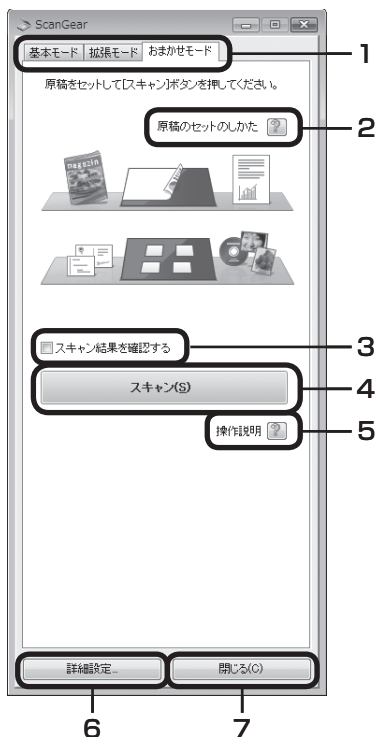 ScanGear
基本モード 拡張モード おまかせモード 1
原稿をセットして[スキャン]ボタンを押してください。
原稿のセットのしかた ? 2
magazin
スキャン結果を確認する 3
スキャン(S) 4
操作説明 ? 5
詳細設定... 閉じる(C)
6 7